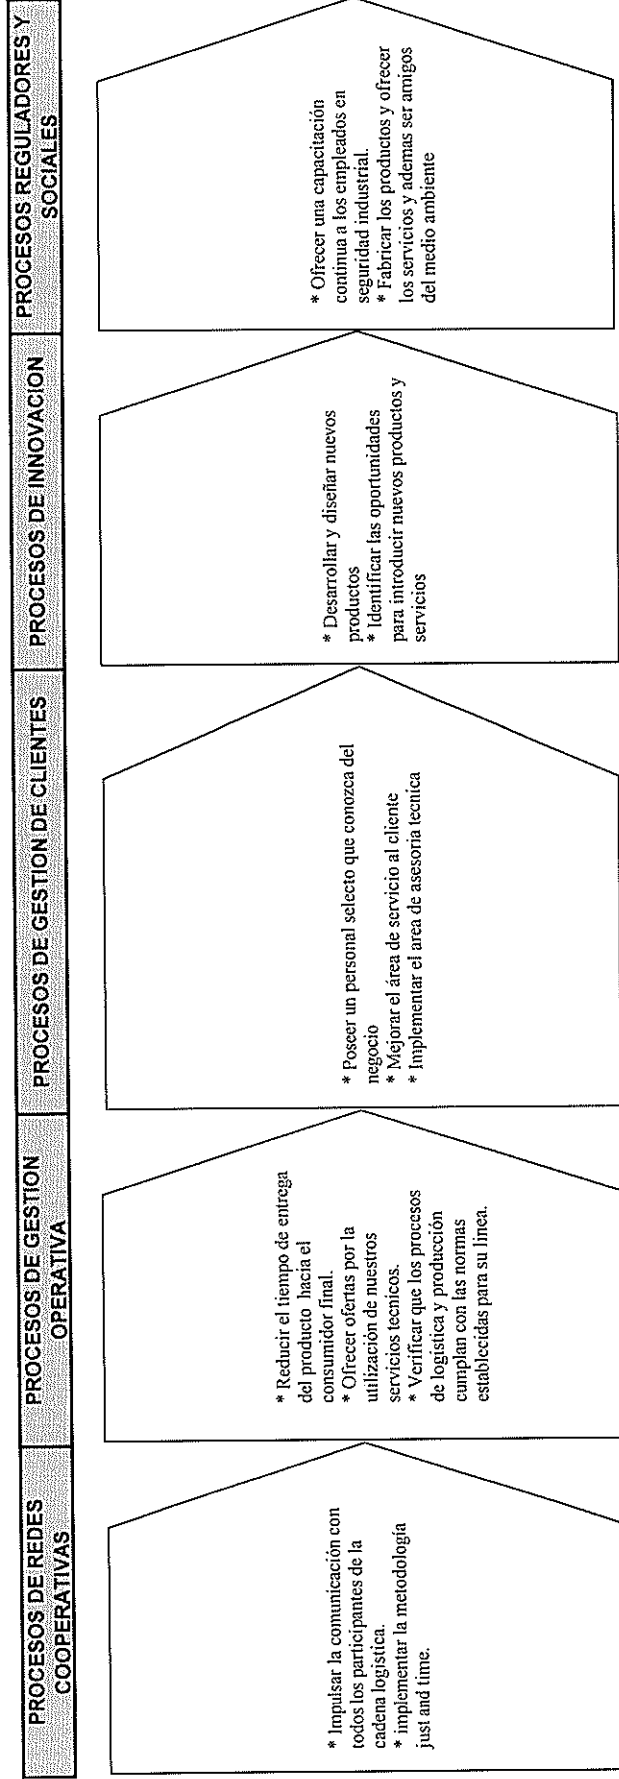 PROCESOS DE REDES
COOPERATIVAS
PROCESOS DE GESTION
OPERATIVA
PROCESOS DE GESTION DE CLIENTES
PROCESOS DE INNOVACION
PROCESOS REGULADORES Y
SOCIALES
* Impulsar la comunicación con
todos los participantes de la
cadena logistica.
* implementar la metodología
just and time.
* Reducir el tiempo de entrega
del producto hacia el
consumidor final.
* Ofrecer ofertas por la
utilización de nuestros
servicios tecnicos.
* Verificar que los procesos
de logística y producción
cumplan con las normas
establecidas para su linea.
* Poseer un personal selecto que conozca del
negocio
* Mejorar el área de servicio al cliente
* Implementar el area de asesoria tecnica
* Desarrollar y diseñar nuevos
productos
* Identificar las oportunidades
para introducir nuevos productos y
servicios
* Ofrecer una capacitación
continua a los empleados en
seguridad industrial.
* Fabricar los productos y ofrecer
los servicios y ademas ser amigos
del medio ambiente